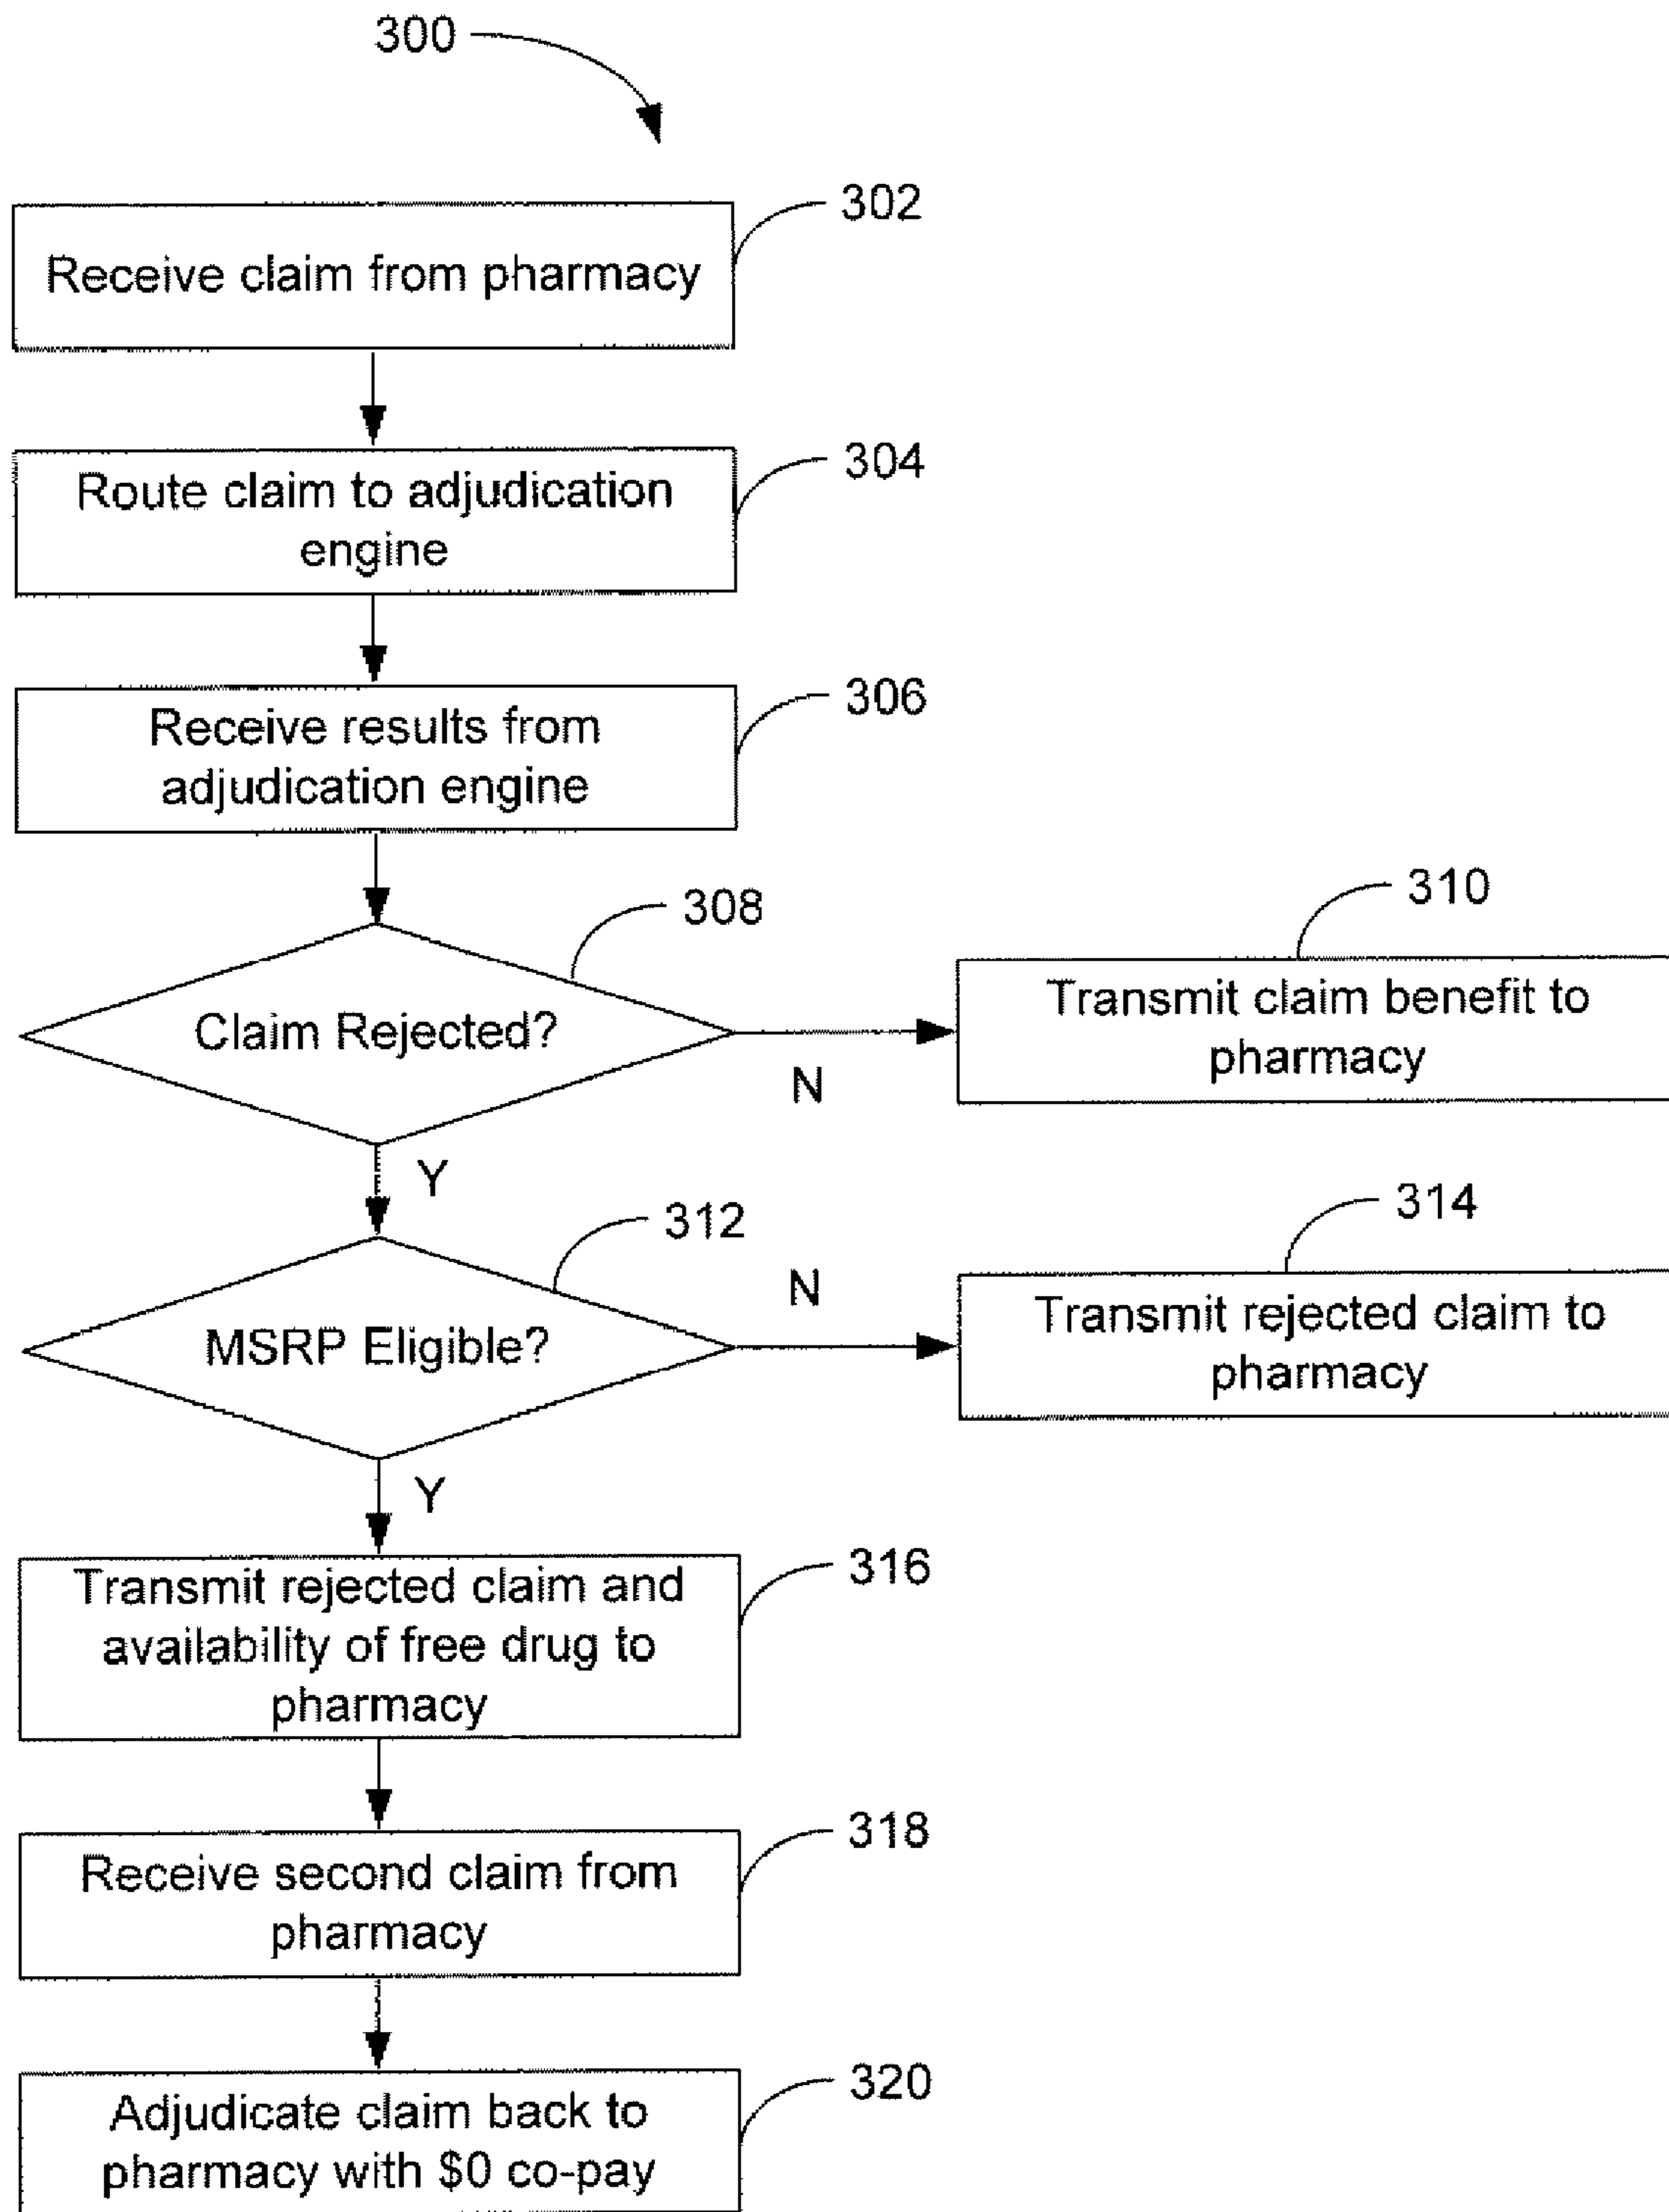 300
302
Receive claim from pharmacy
304
Route claim to adjudication
engine
306
Receive results from
adjudication engine
308
Claim Rejected?
310
Transmit claim benefit to
pharmacy
N
Y
312
MSRP Eligible?
N
314
Transmit rejected claim to
pharmacy
Y
316
Transmit rejected claim and
availability of free drug to
pharmacy
318
Receive second claim from
pharmacy
320
Adjudicate claim back to
pharmacy with $0 co-pay